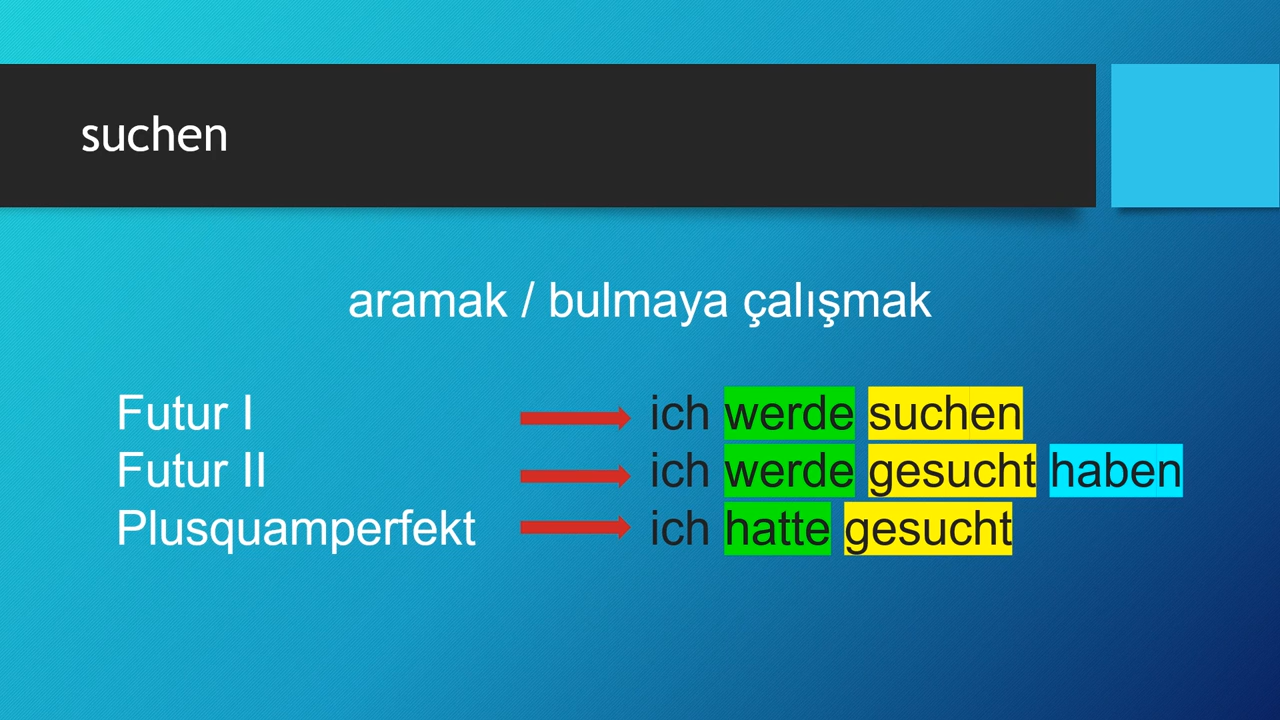 suchen
aramak / bulmaya çalışmak
Futur I ich werde suchen
Futur II ich werde gesucht haben
Plusquamperfekt ich hatte gesucht